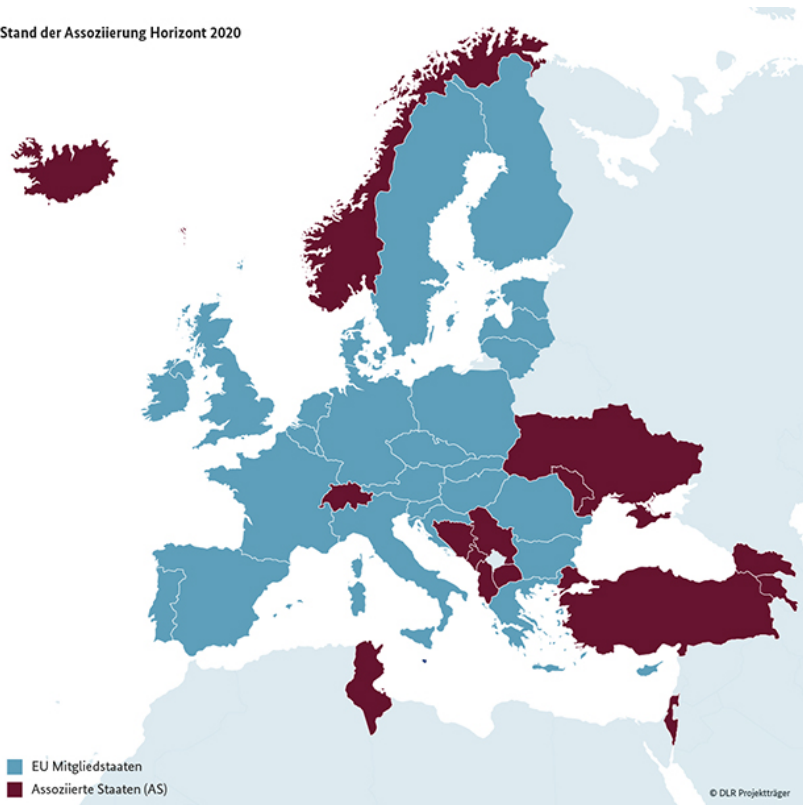 Stand der Assoziierung Horizont 2020
EU Mitgliedstaaten
Assoziierte Staaten (AS)
© DLR Projektträger